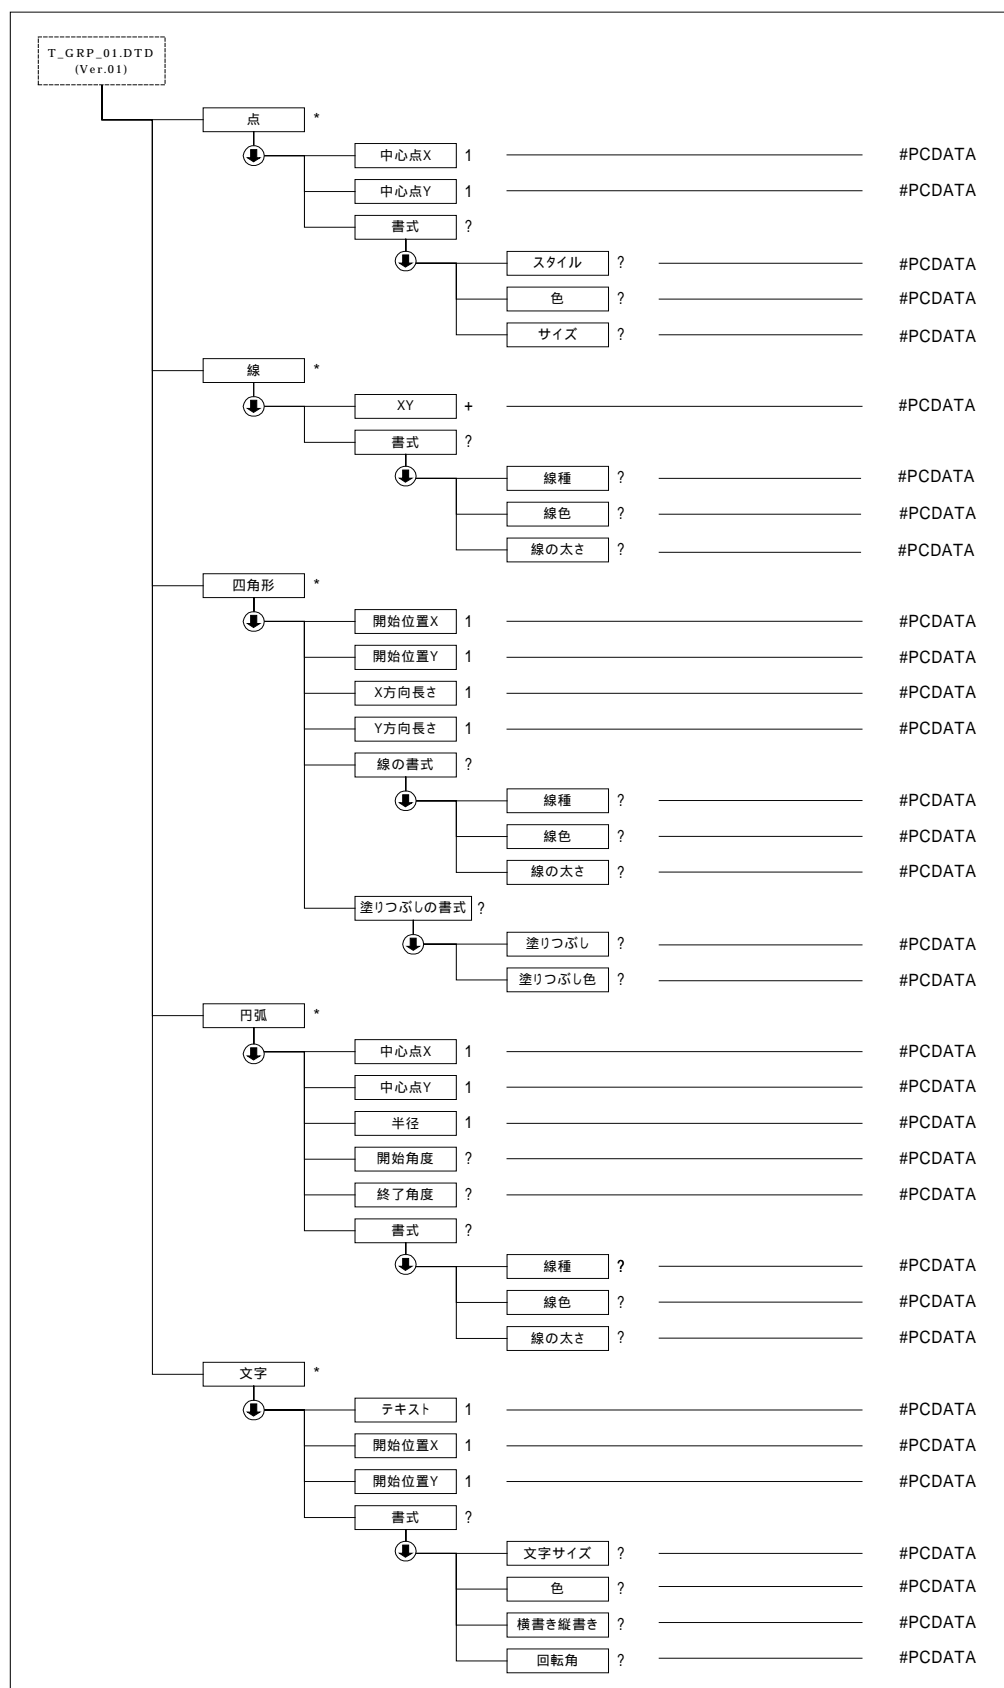 T_GRP_01.DTD
(Ver.01)
点 *
中心点X 1 #PCDATA
中心点Y 1 #PCDATA
書式 ?
スタイル ? #PCDATA
色 ? #PCDATA
サイズ ? #PCDATA
線 *
XY + #PCDATA
書式 ?
線種 ? #PCDATA
線色 ? #PCDATA
線の太さ ? #PCDATA
四角形 *
開始位置X 1 #PCDATA
開始位置Y 1 #PCDATA
X方向長さ 1 #PCDATA
Y方向長さ 1 #PCDATA
線の書式 ?
線種 ? #PCDATA
線色 ? #PCDATA
線の太さ ? #PCDATA
塗りつぶしの書式 ?
塗りつぶし ? #PCDATA
塗りつぶし色 ? #PCDATA
円弧 *
中心点X 1 #PCDATA
中心点Y 1 #PCDATA
半径 1 #PCDATA
開始角度 ? #PCDATA
終了角度 ? #PCDATA
書式 ?
線種 ? #PCDATA
線色 ? #PCDATA
線の太さ ? #PCDATA
文字 *
テキスト 1 #PCDATA
開始位置X 1 #PCDATA
開始位置Y 1 #PCDATA
書式 ?
文字サイズ ? #PCDATA
色 ? #PCDATA
横書き縦書き ? #PCDATA
回転角 ? #PCDATA